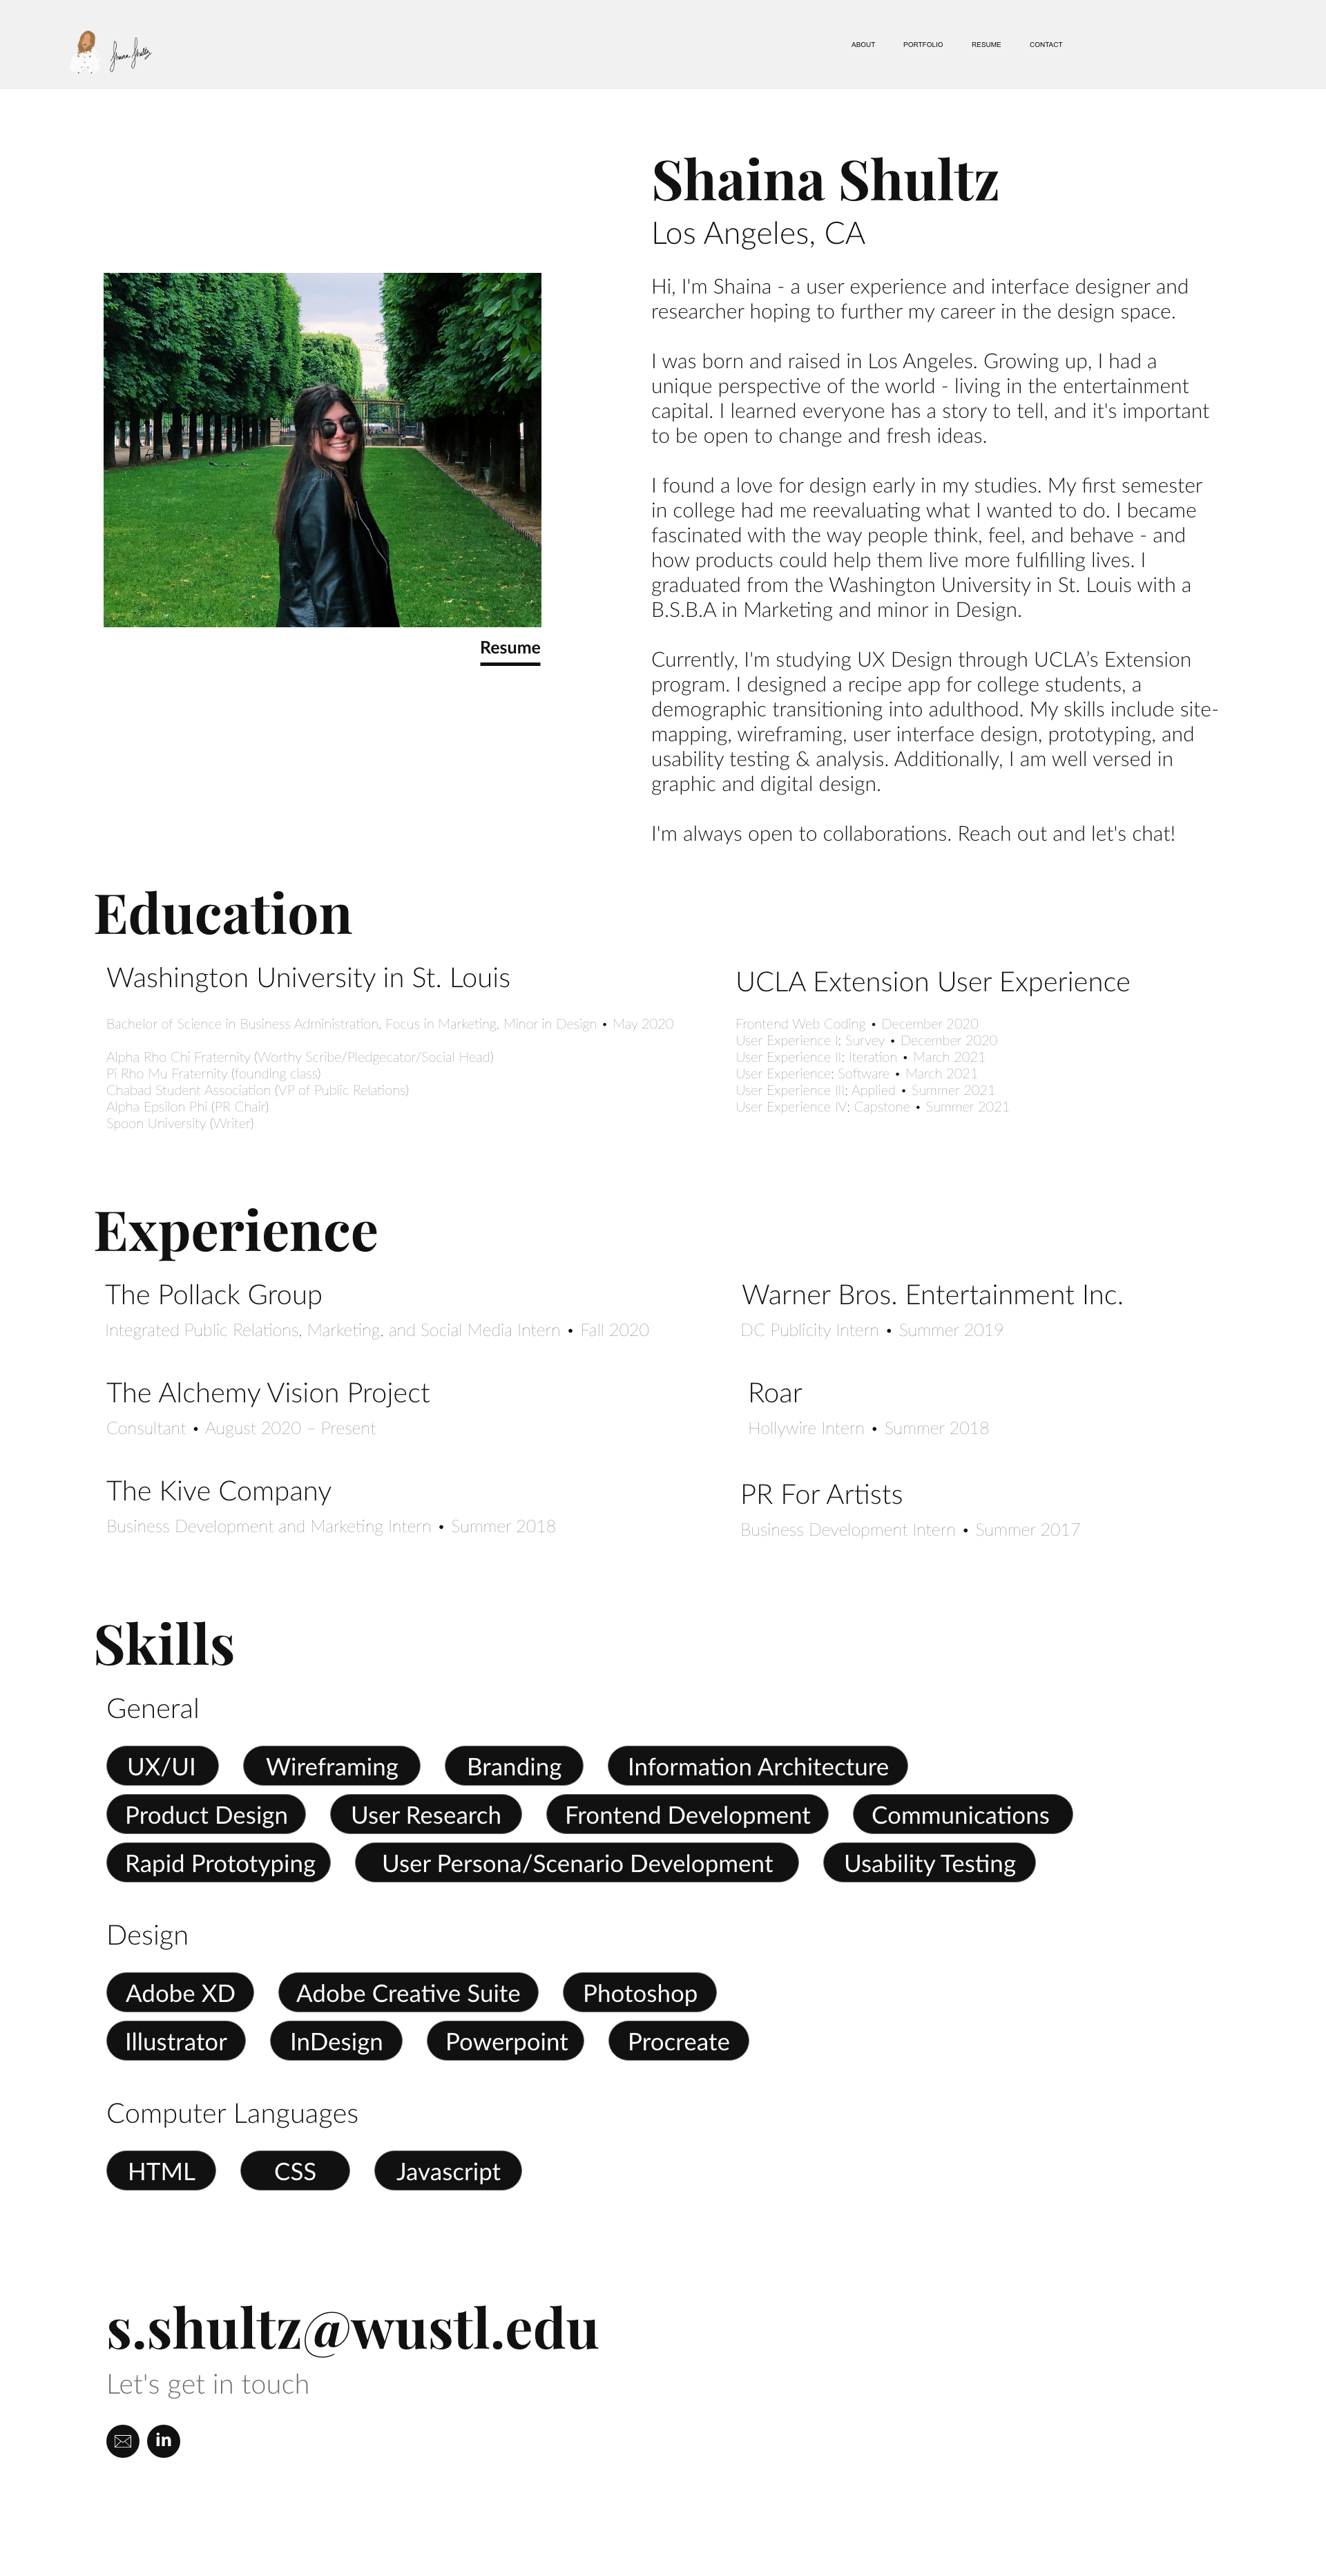 Shaina Shultz
ABOUT PORTFOLIO RESUME CONTACT
Shaina Shultz
Los Angeles, CA
Hi, I'm Shaina - a user experience and interface designer and
researcher hoping to further my career in the design space.
I was born and raised in Los Angeles. Growing up, I had a
unique perspective of the world - living in the entertainment
capital. I learned everyone has a story to tell, and it's important
to be open to change and fresh ideas.
I found a love for design early in my studies. My first semester
in college had me reevaluating what I wanted to do. I became
fascinated with the way people think, feel, and behave - and
how products could help them live more fulfilling lives. I
graduated from the Washington University in St. Louis with a
B.S.B.A in Marketing and minor in Design.
Currently, I'm studying UX Design through UCLA’s Extension
program. I designed a recipe app for college students, a
demographic transitioning into adulthood. My skills include site-
mapping, wireframing, user interface design, prototyping, and
usability testing & analysis. Additionally, I am well versed in
graphic and digital design.
I'm always open to collaborations. Reach out and let's chat!
Resume
Education
Washington University in St. Louis
Bachelor of Science in Business Administration, Focus in Marketing, Minor in Design • May 2020
Alpha Rho Chi Fraternity (Worthy Scribe/Pledgecator/Social Head)
Pi Rho Mu Fraternity (founding class)
Chabad Student Association (VP of Public Relations)
Alpha Epsilon Phi (PR Chair)
Spoon University (Writer)
UCLA Extension User Experience
Frontend Web Coding • December 2020
User Experience I: Survey • December 2020
User Experience II: Iteration • March 2021
User Experience: Software • March 2021
User Experience III: Applied • Summer 2021
User Experience IV: Capstone • Summer 2021
Experience
The Pollack Group
Integrated Public Relations, Marketing, and Social Media Intern • Fall 2020
Warner Bros. Entertainment Inc.
DC Publicity Intern • Summer 2019
The Alchemy Vision Project
Consultant • August 2020 – Present
Roar
Hollywire Intern • Summer 2018
The Kive Company
Business Development and Marketing Intern • Summer 2018
PR For Artists
Business Development Intern • Summer 2017
Skills
General
UX/UI Wireframing Branding Information Architecture
Product Design User Research Frontend Development Communications
Rapid Prototyping User Persona/Scenario Development Usability Testing
Design
Adobe XD Adobe Creative Suite Photoshop
Illustrator InDesign Powerpoint Procreate
Computer Languages
HTML CSS Javascript
s.shultz@wustl.edu
Let's get in touch
in